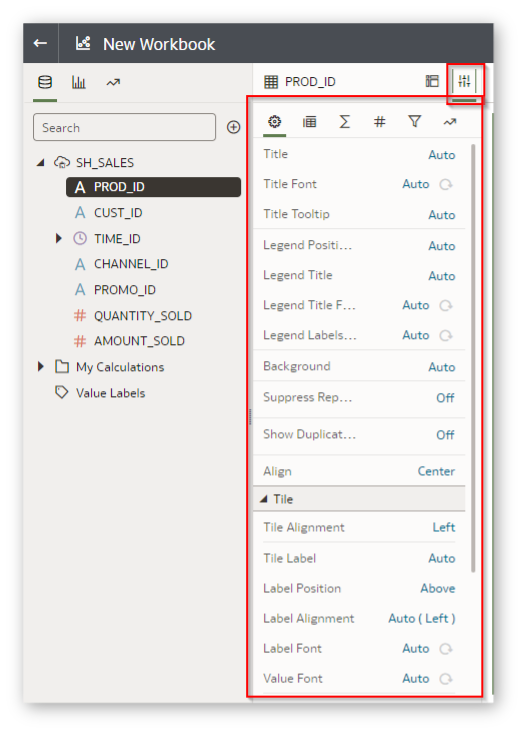 New Workbook
PROD_ID
Search
SH_SALES
A PROD_ID
A CUST_ID
TIME_ID
A CHANNEL_ID
A PROMO_ID
# QUANTITY_SOLD
# AMOUNT_SOLD
My Calculations
Value Labels
Title Auto
Title Font Auto
Title Tooltip Auto
Legend Positi... Auto
Legend Title Auto
Legend Title F... Auto
Legend Labels... Auto
Background Auto
Suppress Rep... Off
Show Duplicat... Off
Align Center
Tile
Tile Alignment Left
Tile Label Auto
Label Position Above
Label Alignment Auto ( Left )
Label Font Auto
Value Font Auto